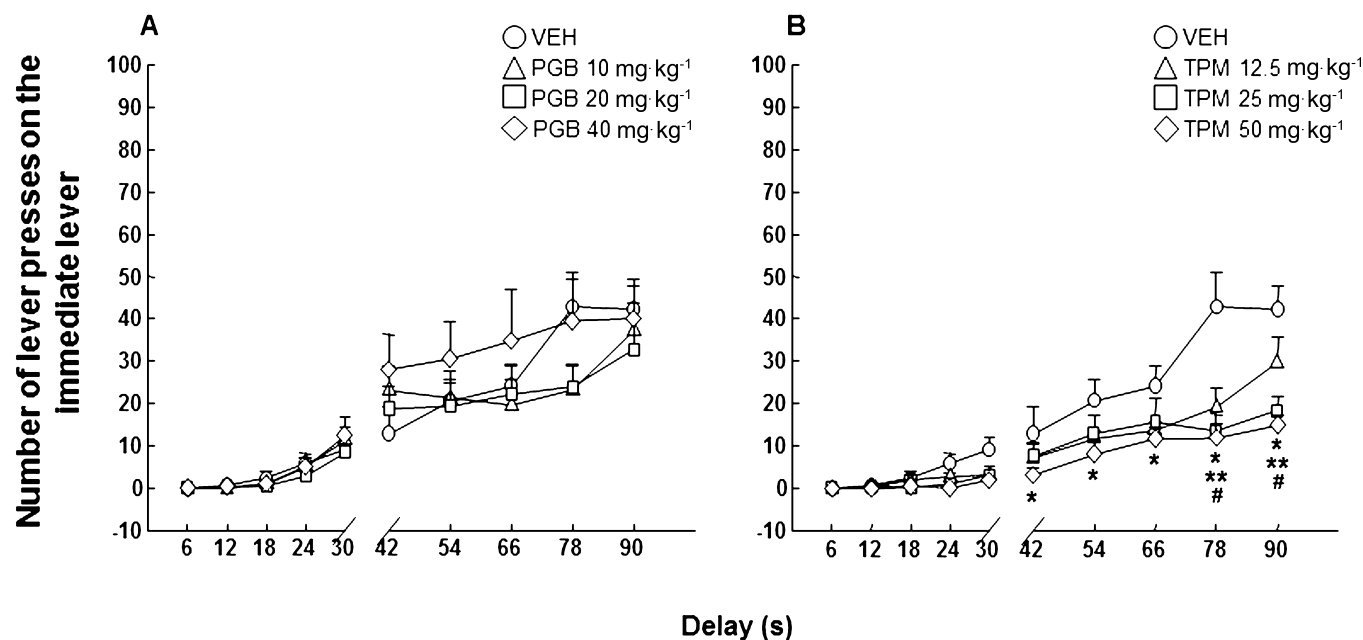 Number of lever presses on the
immediate lever
A
VEH
PGB 10 mg·kg⁻¹
PGB 20 mg·kg⁻¹
PGB 40 mg·kg⁻¹
100
90
80
70
60
50
40
30
20
10
0
-10
6 12 18 24 30 42 54 66 78 90
B
VEH
TPM 12.5 mg·kg⁻¹
TPM 25 mg·kg⁻¹
TPM 50 mg·kg⁻¹
100
90
80
70
60
50
40
30
20
10
0
-10
* * * * *
** **
# #
6 12 18 24 30 42 54 66 78 90
Delay (s)